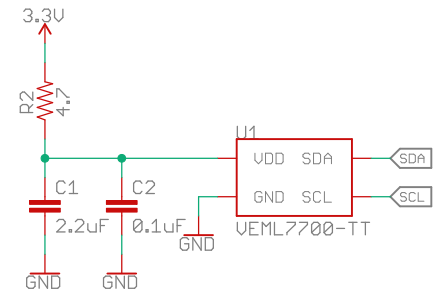 3.3V
R2
4.7
U1
VDD SDA
SDA
GND SCL
SCL
C1
2.2uF
C2
0.1uF
VEML7700-TT
GND
GND
GND